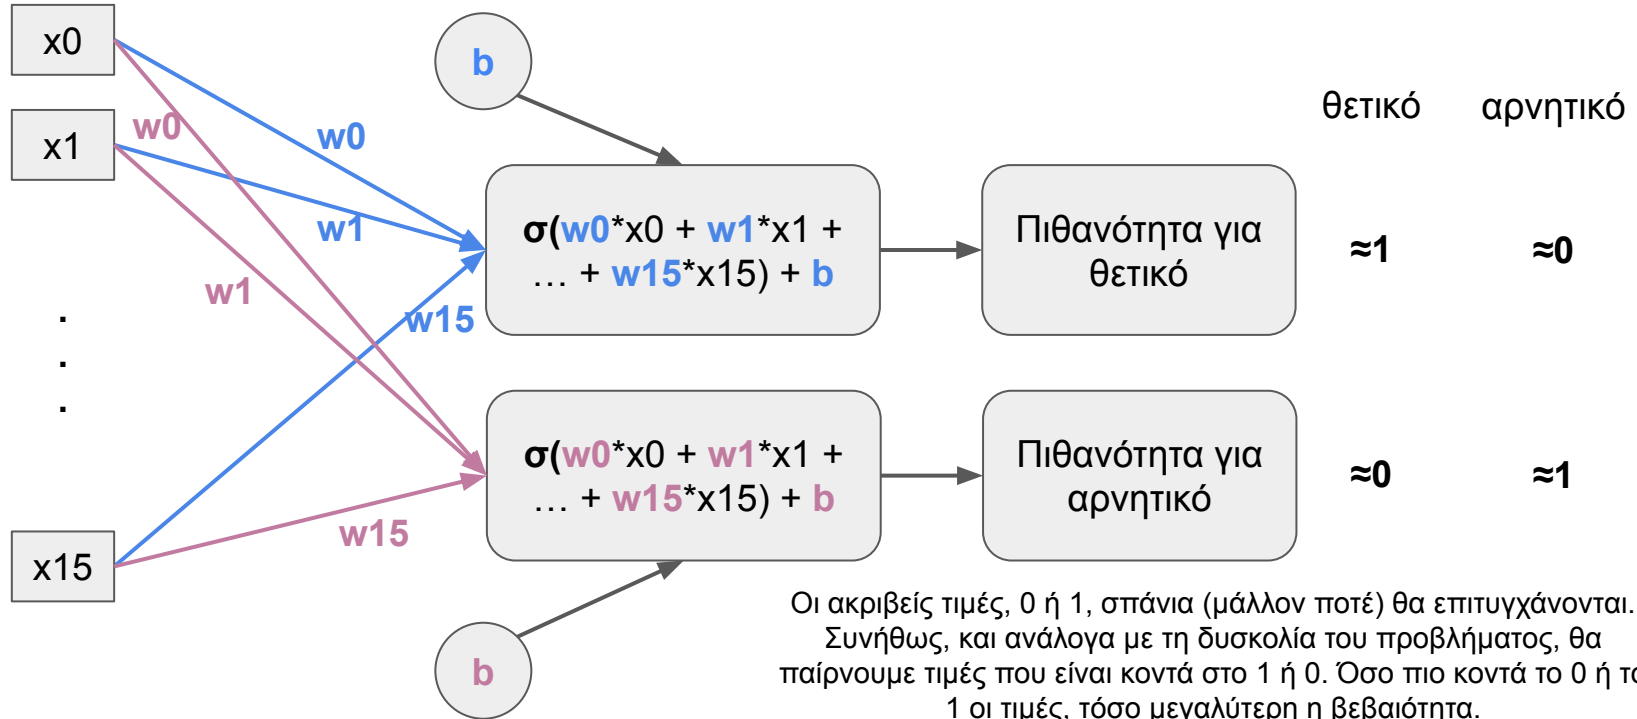 x0
b
θετικό αρνητικό
x1
w0
w0
w1
σ(w0*x0 + w1*x1 +
… + w15*x15) + b
Πιθανότητα για
θετικό
≈1 ≈0
w1
w15
.
.
.
σ(w0*x0 + w1*x1 +
… + w15*x15) + b
Πιθανότητα για
αρνητικό
≈0 ≈1
w15
x15
b
Οι ακριβείς τιμές, 0 ή 1, σπάνια (μάλλον ποτέ) θα επιτυγχάνονται.
Συνήθως, και ανάλογα με τη δυσκολία του προβλήματος, θα
παίρνουμε τιμές που είναι κοντά στο 1 ή 0. Όσο πιο κοντά το 0 ή το
1 οι τιμές, τόσο μεγαλύτερη η βεβαιότητα.